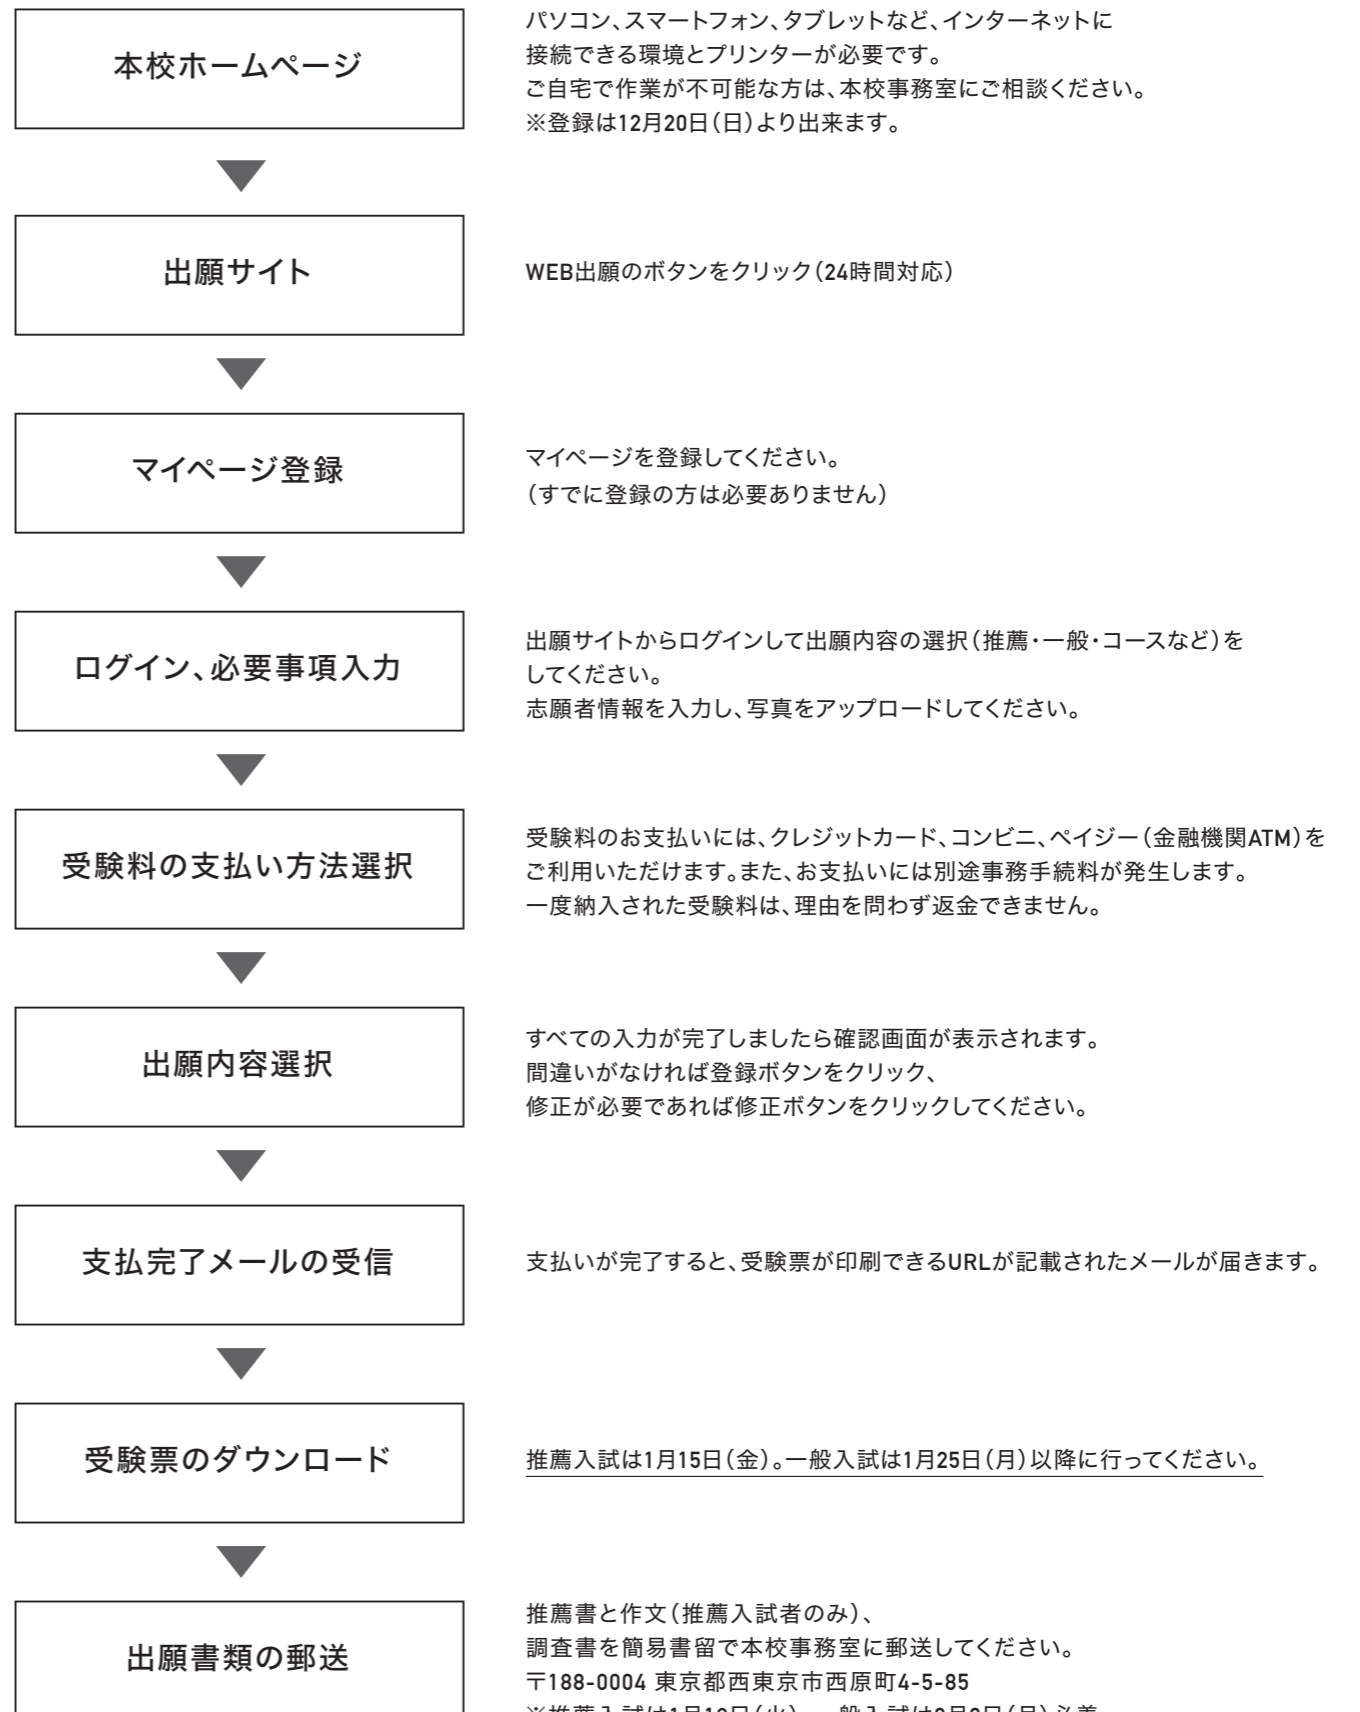 本校ホームページ
パソコン、スマートフォン、タブレットなど、インターネットに
接続できる環境とプリンターが必要です。
ご自宅で作業が不可能な方は、本校事務室にご相談ください。
※登録は12月20日(日)より出来ます。
出願サイト
WEB出願のボタンをクリック(24時間対応)
マイページ登録
マイページを登録してください。
(すでに登録の方は必要ありません)
ログイン、必要事項入力
出願サイトからログインして出願内容の選択(推薦・一般・コースなど)を
してください。
志願者情報を入力し、写真をアップロードしてください。
受験料の支払い方法選択
受験料のお支払いには、クレジットカード、コンビニ、ペイジー(金融機関ATM)を
ご利用いただけます。また、お支払いには別途事務手続料が発生します。
一度納入された受験料は、理由を問わず返金できません。
出願内容選択
すべての入力が完了しましたら確認画面が表示されます。
間違いがなければ登録ボタンをクリック、
修正が必要であれば修正ボタンをクリックしてください。
支払完了メールの受信
支払いが完了すると、受験票が印刷できるURLが記載されたメールが届きます。
受験票のダウンロード
推薦入試は1月15日(金)。一般入試は1月25日(月)以降に行ってください。
出願書類の郵送
推薦書と作文(推薦入試者のみ)、
調査書を簡易書留で本校事務室に郵送してください。
〒188-0004 東京都西東京市西原町4-5-85